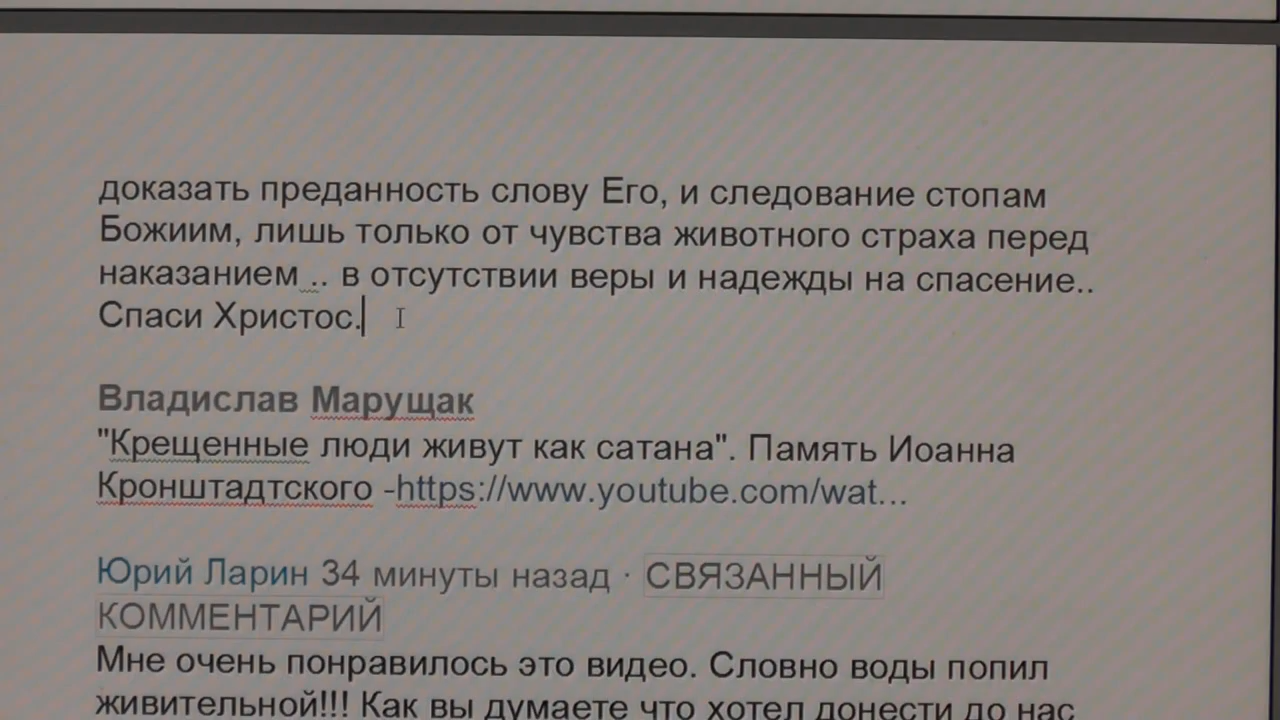 доказать преданность слову Его, и следование стопам
Божиим, лишь только от чувства животного страха перед
наказанием .. в отсутствии веры и надежды на спасение..
Спаси Христос.
Владислав Марущак
"Крещенные люди живут как сатана". Память Иоанна
Кронштадтского -https://www.youtube.com/wat...
Юрий Ларин 34 минуты назад · СВЯЗАННЫЙ
КОММЕНТАРИЙ
Мне очень понравилось это видео. Словно воды попил
живительной!!! Как вы думаете что хотел донести до нас